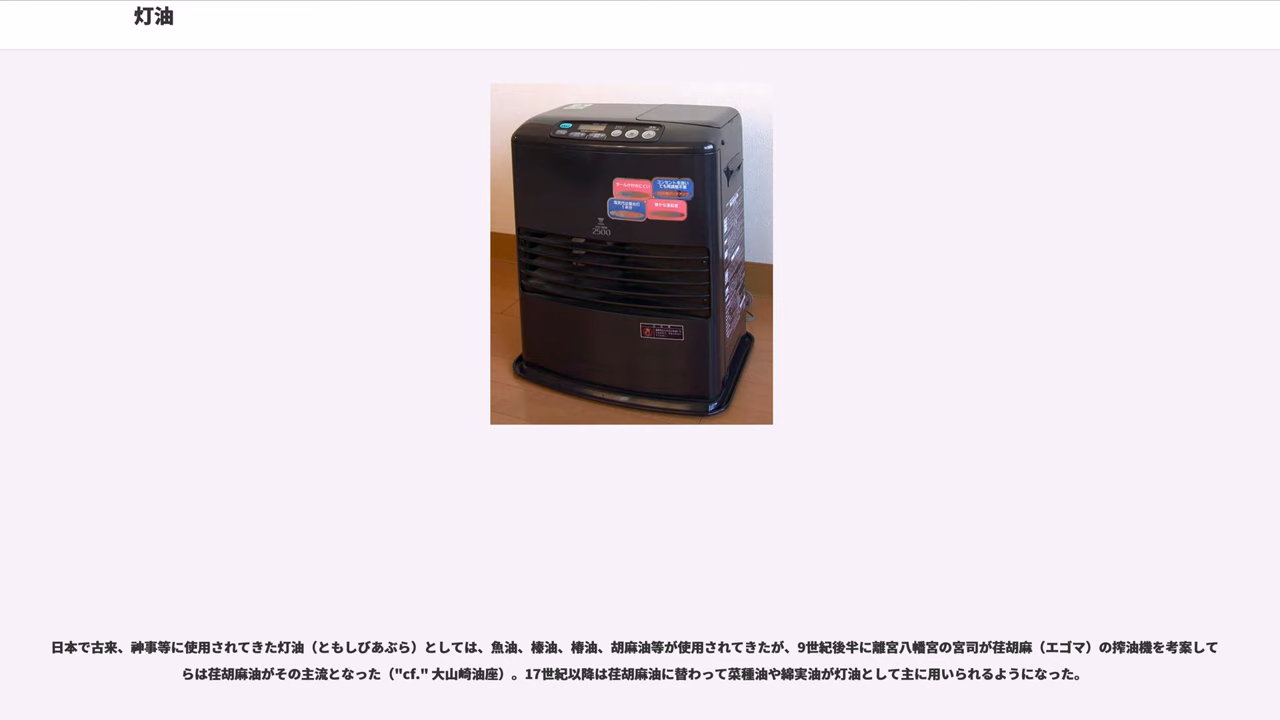 灯油
2500
日本で古来、神事等に使用されてきた灯油（ともしびあぶら）としては、魚油、榛油、椿油、胡麻油等が使用されてきたが、9世紀後半に離宮八幡宮の宮司が荏胡麻（エゴマ）の搾油機を考案して
らは荏胡麻油がその主流となった（"cf." 大山崎油座）。17世紀以降は荏胡麻油に替わって菜種油や綿実油が灯油として主に用いられるようになった。